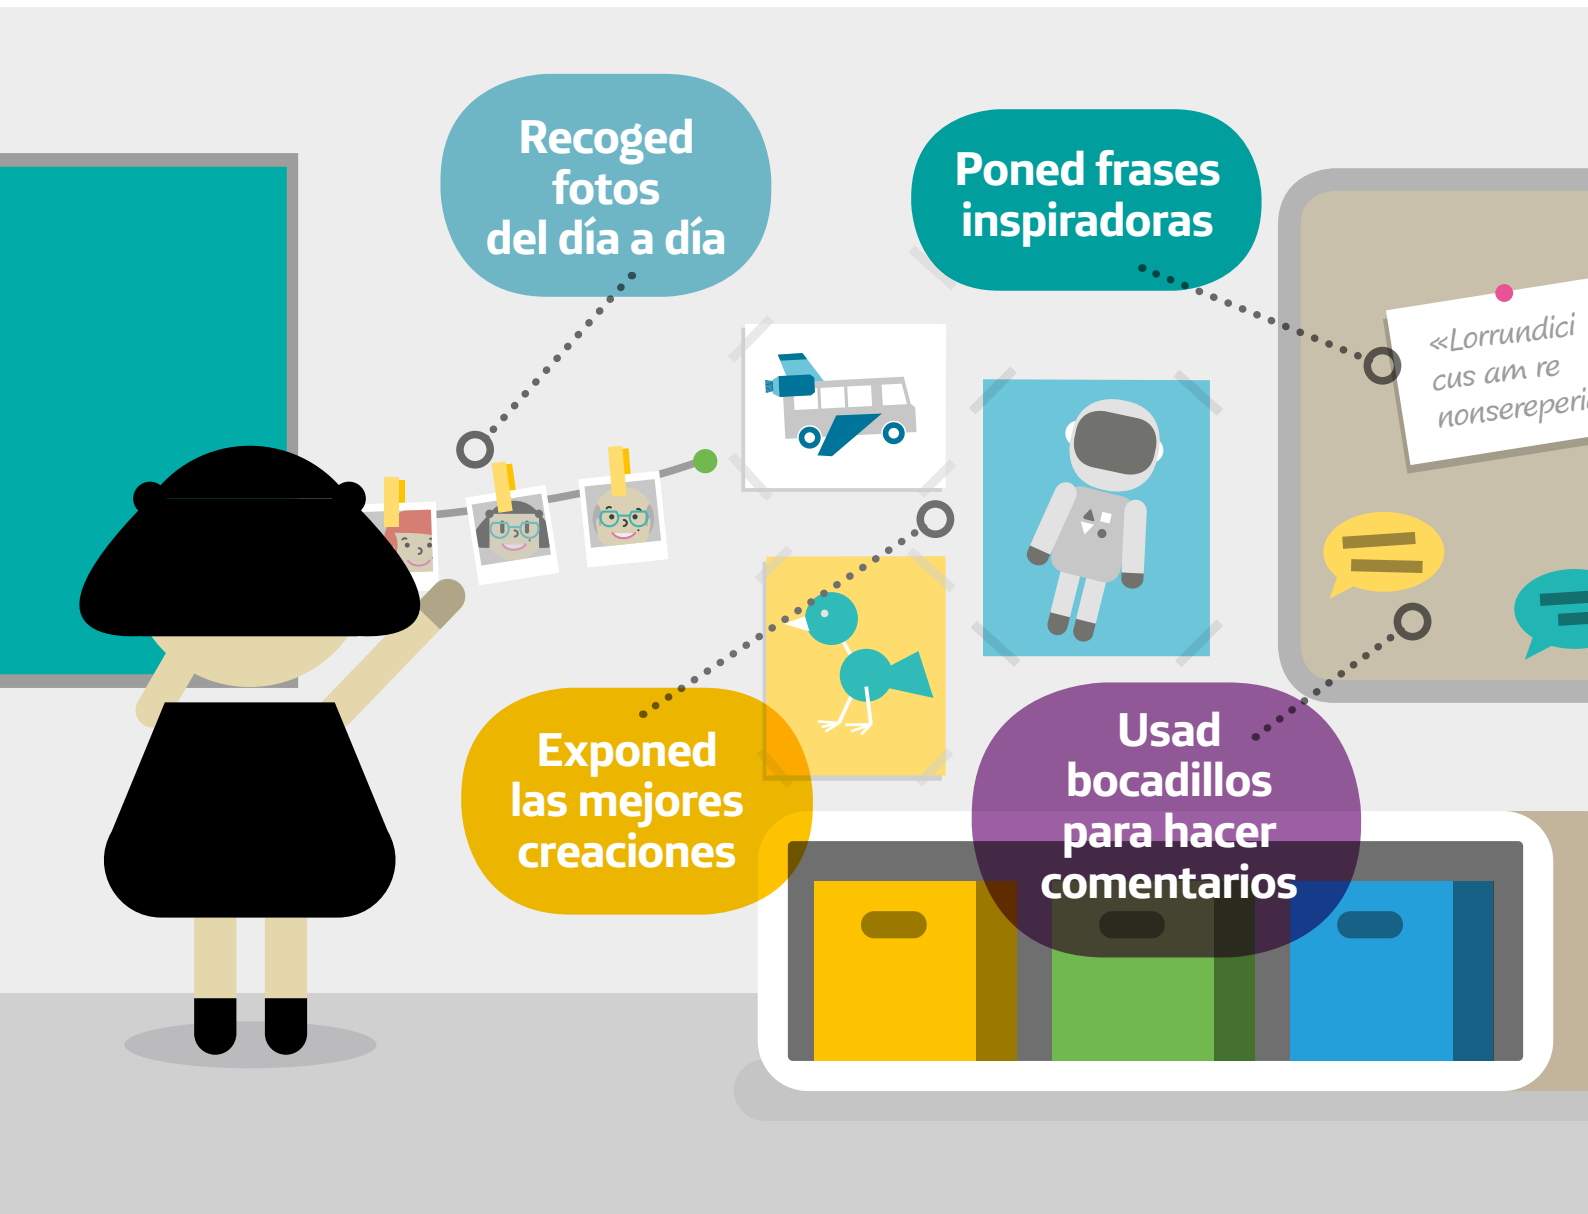 Recoged
fotos
del día a día
Poned frases
inspiradoras
«Lorrundici
cus am re
Exponed
las mejores
creaciones
Usad
bocadillos
para hacer
comentarios